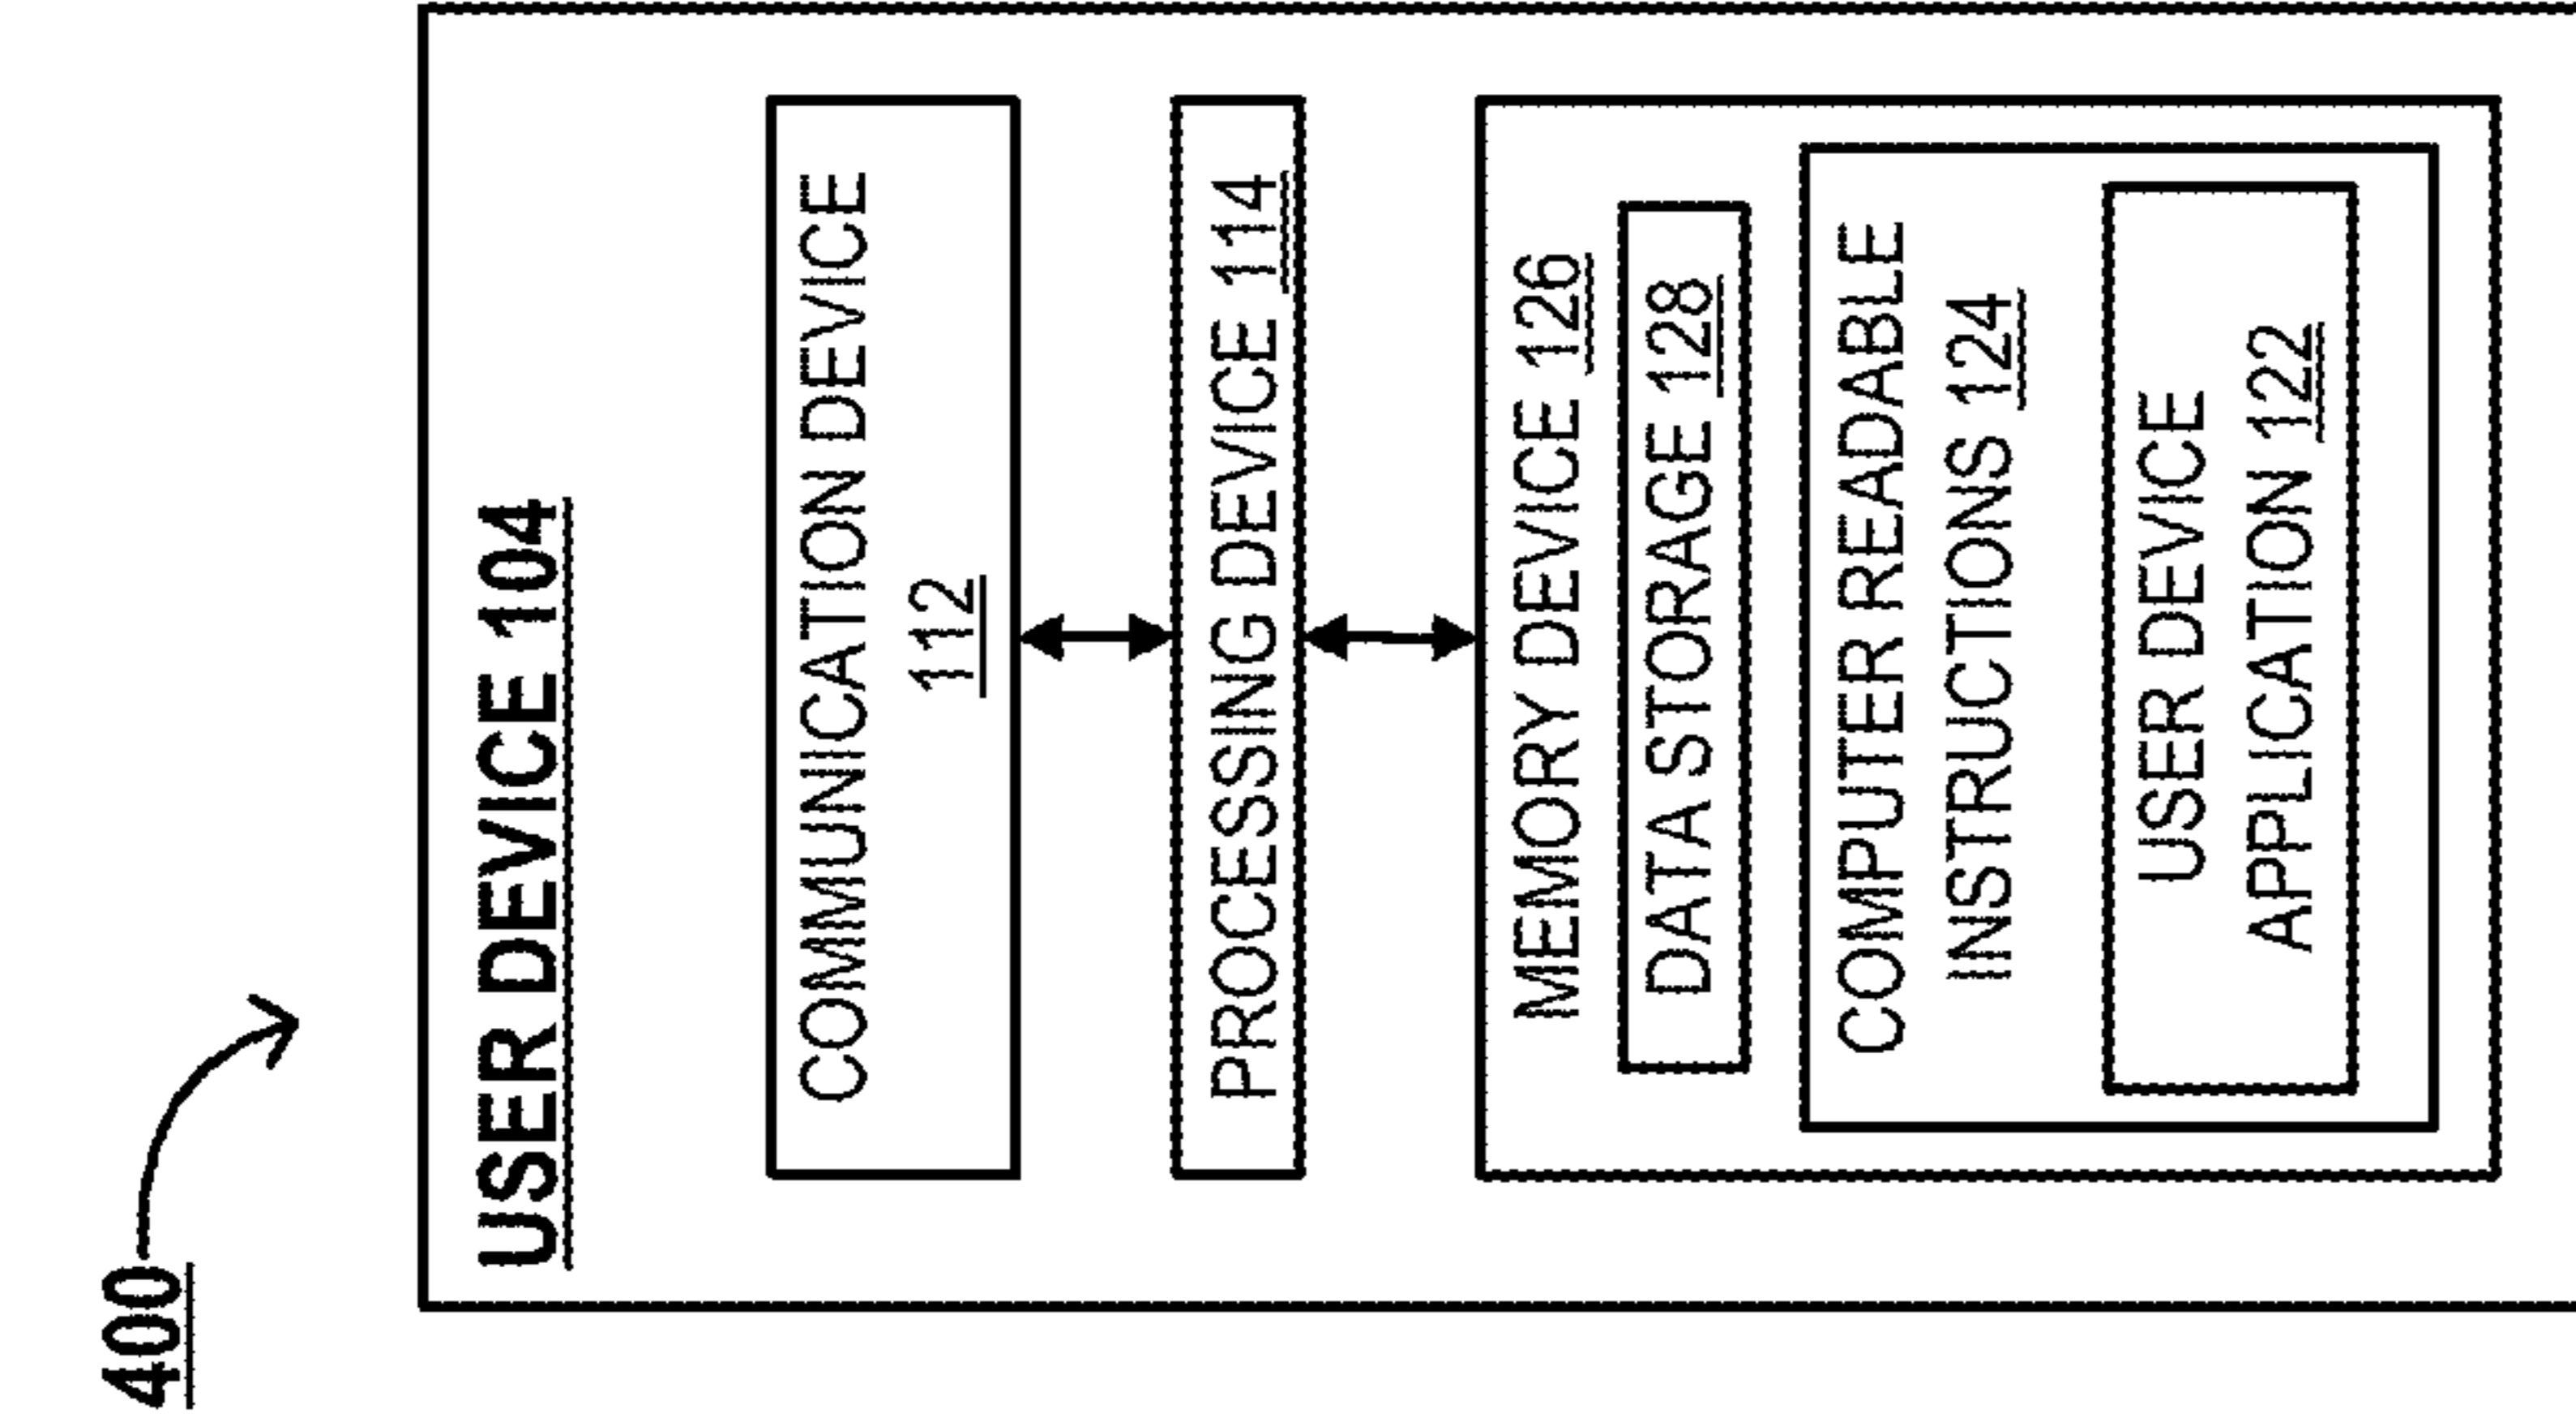 400
USER DEVICE 104
COMMUNICATION DEVICE
112
PROCESSING DEVICE 114
MEMORY DEVICE 126
DATA STORAGE 128
COMPUTER READABLE
INSTRUCTIONS 124
USER DEVICE
APPLICATION 122